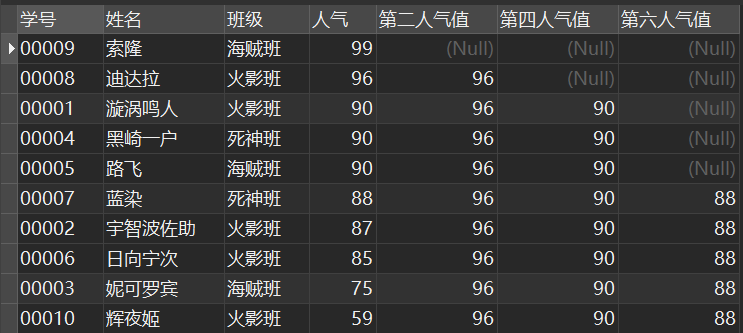 学号 姓名 班级 人气 第二人气值 第四人气值 第六人气值
00009 索隆 海贼班 99 (Null) (Null) (Null)
00008 迪达拉 火影班 96 96 (Null) (Null)
00001 漩涡鸣人 火影班 90 96 90 (Null)
00004 黑崎一户 死神班 90 96 90 (Null)
00005 路飞 海贼班 90 96 90 (Null)
00007 蓝染 死神班 88 96 90 88
00002 宇智波佐助 火影班 87 96 90 88
00006 日向宁次 火影班 85 96 90 88
00003 妮可罗宾 海贼班 75 96 90 88
00010 辉夜姬 火影班 59 96 90 88